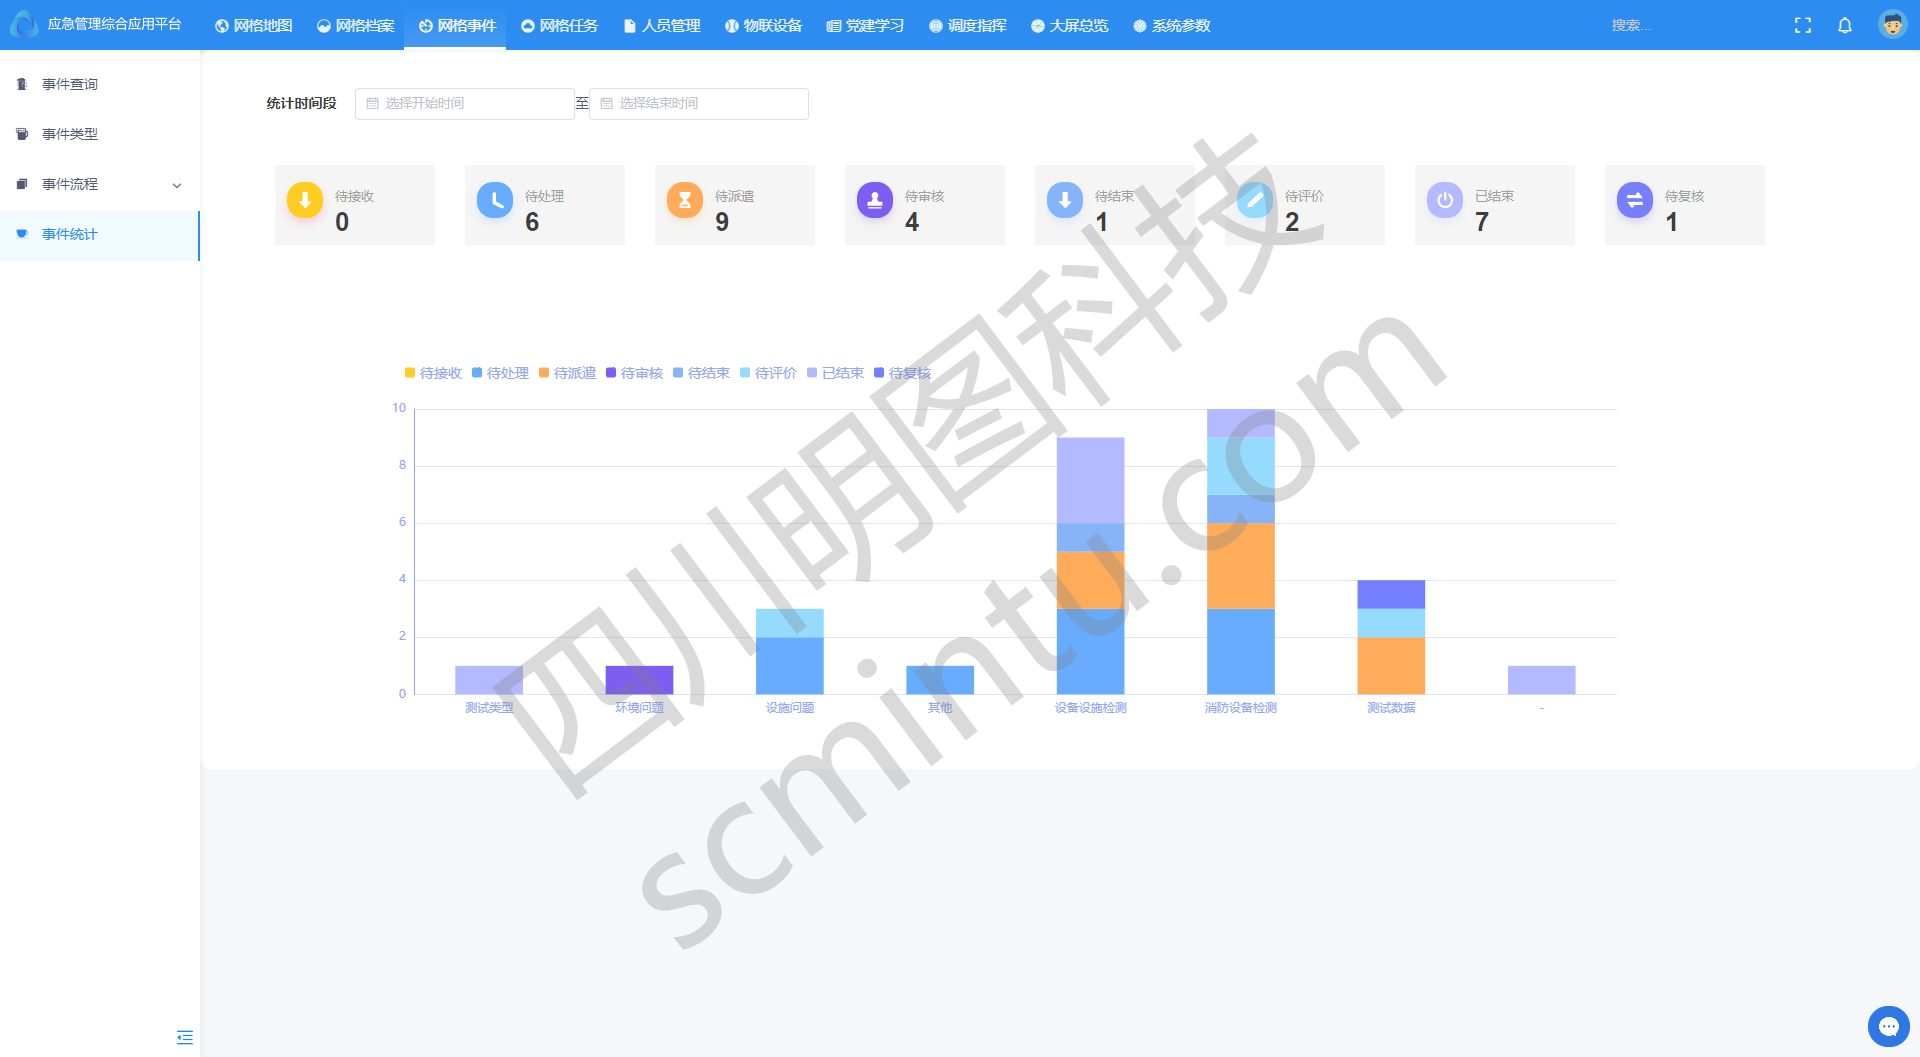 应急管理综合应用平台
网格地图 网格档案 网格事件 网格任务 人员管理 物联设备 党建学习 调度指挥 大屏总览 系统参数
搜索...
事件查询
事件类型
事件流程
事件统计
统计时间段 选择开始时间 至 选择结束时间
待接收 待处理 待派遣 待审核 待结束 待评价 已结束 待复核
0 6 9 4 1 2 7 1
待接收 待处理 待派遣 待审核 待结束 待评价 已结束 待复核
10
8
6
4
2
0
测试类型 环境问题 设施问题 其他 设备设施检测 消防设备检测 测试数据 -
四川明图科技
scmintu.com